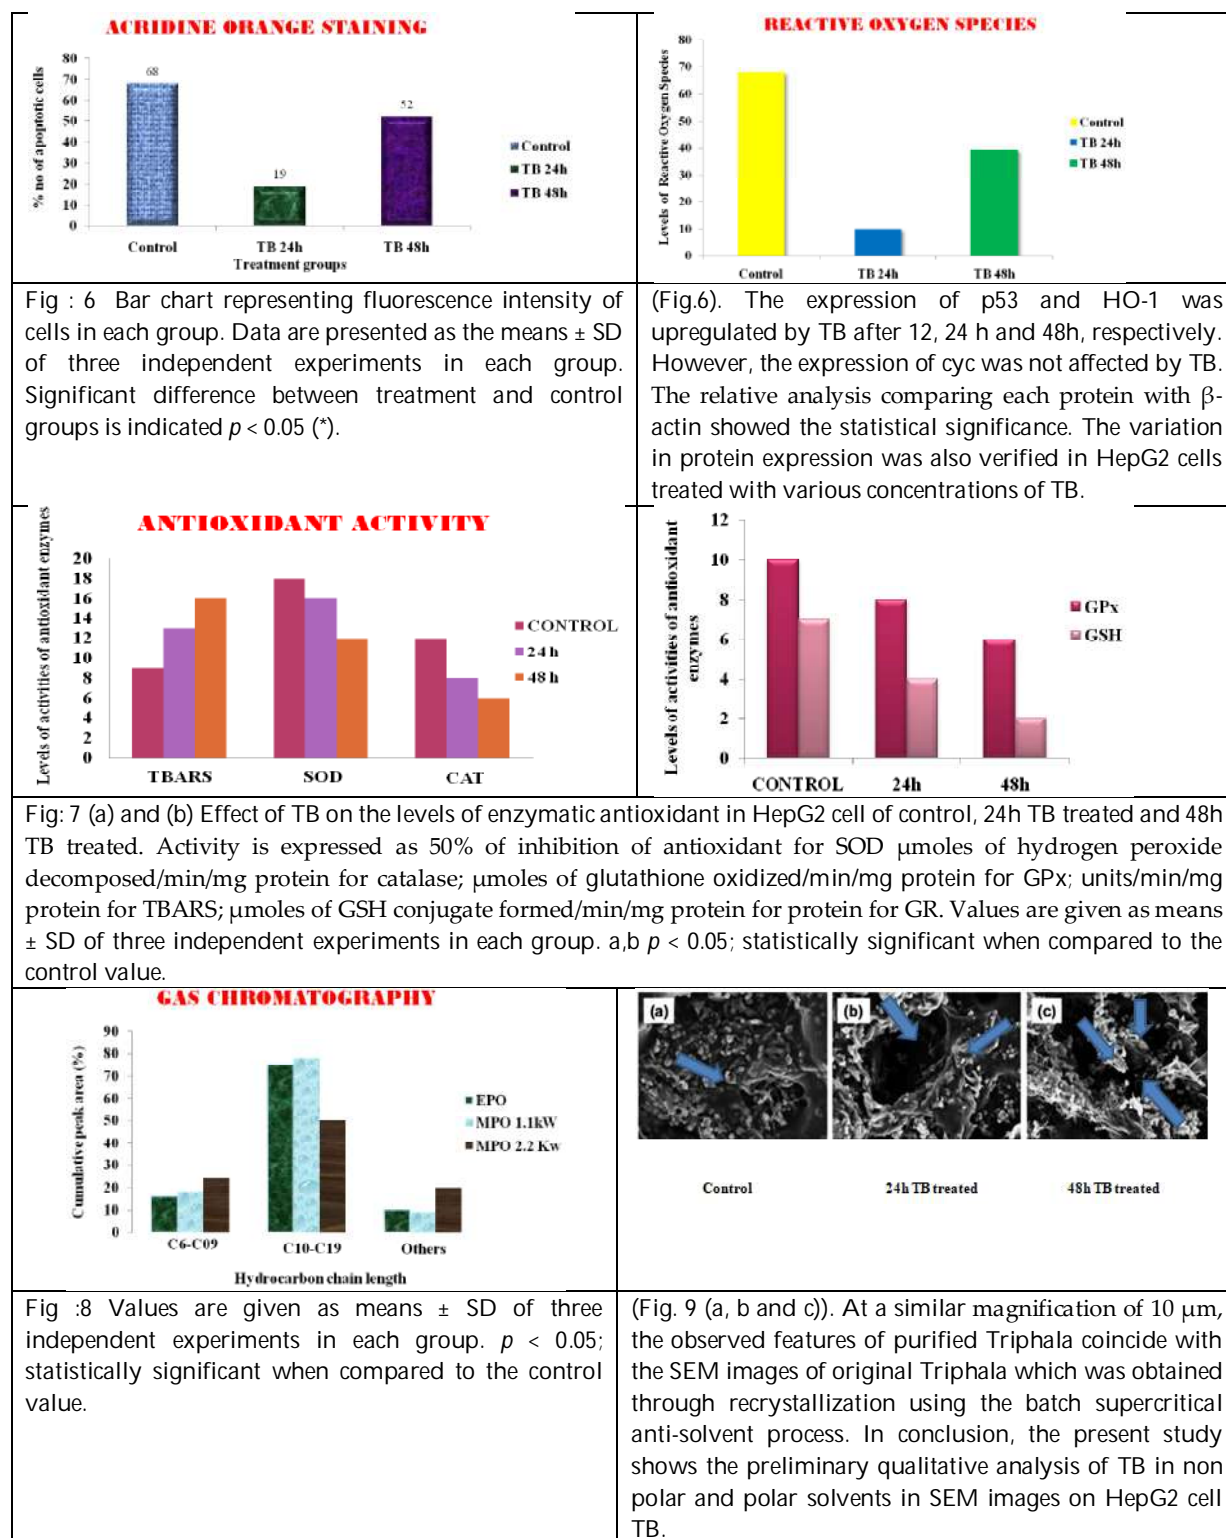 ACRIDINE ORANGE STAINING
80
70
60
50
40
30
20
10
0
% no of apoptotic cells
68
19
52
Control
TB 24h
TB 48h
Treatment groups
Control
TB 24h
TB 48h
REACTIVE OXYGEN SPECIES
80
70
60
50
40
30
20
10
0
Levels of Reactive Oxygen Species
Control
TB 24h
TB 48h
Control
TB 24h
TB 48h
Fig : 6 Bar chart representing fluorescence intensity of
cells in each group. Data are presented as the means ± SD
of three independent experiments in each group.
Significant difference between treatment and control
groups is indicated p < 0.05 (*).
(Fig.6). The expression of p53 and HO-1 was
upregulated by TB after 12, 24 h and 48h, respectively.
However, the expression of cyc was not affected by TB.
The relative analysis comparing each protein with β-
actin showed the statistical significance. The variation
in protein expression was also verified in HepG2 cells
treated with various concentrations of TB.
ANTIOXIDANT ACTIVITY
Levels of activities of antioxidant enzymes
20
18
16
14
12
10
8
6
4
2
0
TBARS
SOD
CAT
CONTROL
24 h
48 h
Levels of activities of antioxidant
enzymes
12
10
8
6
4
2
0
CONTROL
24h
48h
GPx
GSH
Fig: 7 (a) and (b) Effect of TB on the levels of enzymatic antioxidant in HepG2 cell of control, 24h TB treated and 48h
TB treated. Activity is expressed as 50% of inhibition of antioxidant for SOD μmoles of hydrogen peroxide
decomposed/min/mg protein for catalase; μmoles of glutathione oxidized/min/mg protein for GPx; units/min/mg
protein for TBARS; μmoles of GSH conjugate formed/min/mg protein for protein for GR. Values are given as means
± SD of three independent experiments in each group. a,b p < 0.05; statistically significant when compared to the
control value.
GAS CHROMATOGRAPHY
Cumulative peak area (%)
90
80
70
60
50
40
30
20
10
0
C6-C09
C10-C19
Others
Hydrocarbon chain length
EPO
MPO 1.1kW
MPO 2.2 Kw
(a)
(b)
(c)
Control
24h TB treated
48h TB treated
Fig :8 Values are given as means ± SD of three
independent experiments in each group. p < 0.05;
statistically significant when compared to the control
value.
(Fig. 9 (a, b and c)). At a similar magnification of 10 μm,
the observed features of purified Triphala coincide with
the SEM images of original Triphala which was obtained
through recrystallization using the batch supercritical
anti-solvent process. In conclusion, the present study
shows the preliminary qualitative analysis of TB in non
polar and polar solvents in SEM images on HepG2 cell
TB.